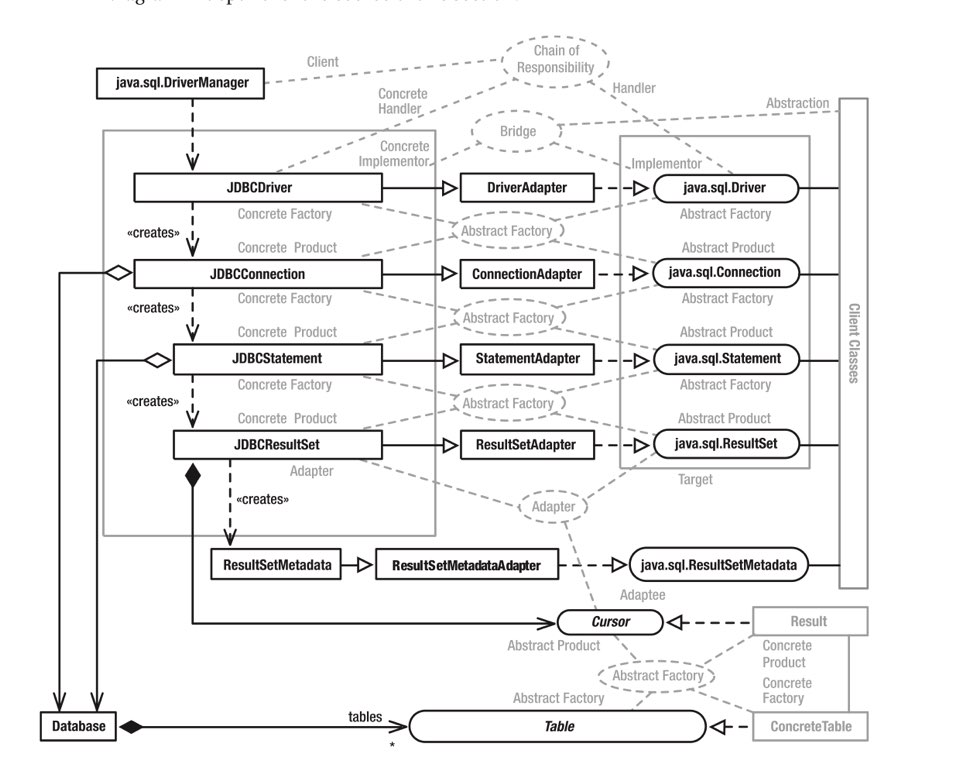 Chain of
Responsibility
Client
java.sql.DriverManager
Concrete
Handler
Handler
Abstraction
Bridge
Concrete
Implementor
Implementor
JDBCDriver
DriverAdapter
java.sql.Driver
Concrete Factory
Abstract Factory
«creates»
Abstract Factory
Concrete Product
Abstract Product
JDBCConnection
ConnectionAdapter
java.sql.Connection
Concrete Factory
Abstract Factory
«creates»
Abstract Factory
Concrete Product
Abstract Product
Client Classes
JDBCStatement
StatementAdapter
java.sql.Statement
Concrete Factory
Abstract Factory
«creates»
Abstract Factory
Concrete Product
Abstract Product
JDBCResultSet
ResultSetAdapter
java.sql.ResultSet
Adapter
Target
«creates»
Adapter
ResultSetMetadata
ResultSetMetadataAdapter
java.sql.ResultSetMetadata
Adaptee
Cursor
Result
Abstract Product
Concrete
Product
Abstract Factory
Concrete
Factory
Abstract Factory
Database
tables
*
Table
ConcreteTable